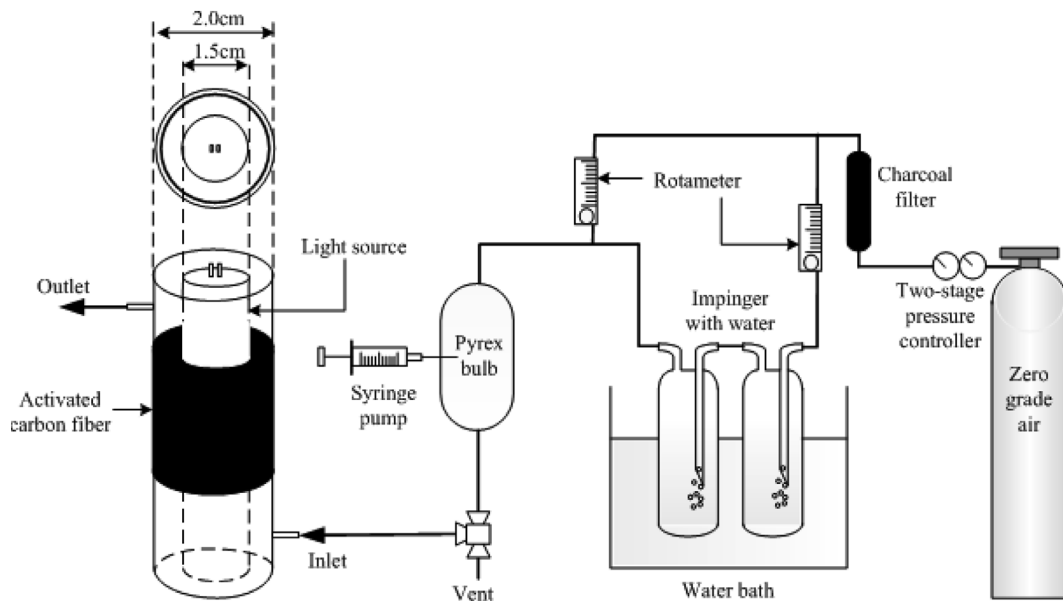 2.0cm
1.5cm
Light source
Outlet
Activated
carbon fiber
Inlet
Syringe
pump
Pyrex
bulb
Vent
Rotameter
Impinger
with water
Water bath
Charcoal
filter
Two-stage
pressure
controller
Zero
grade
air